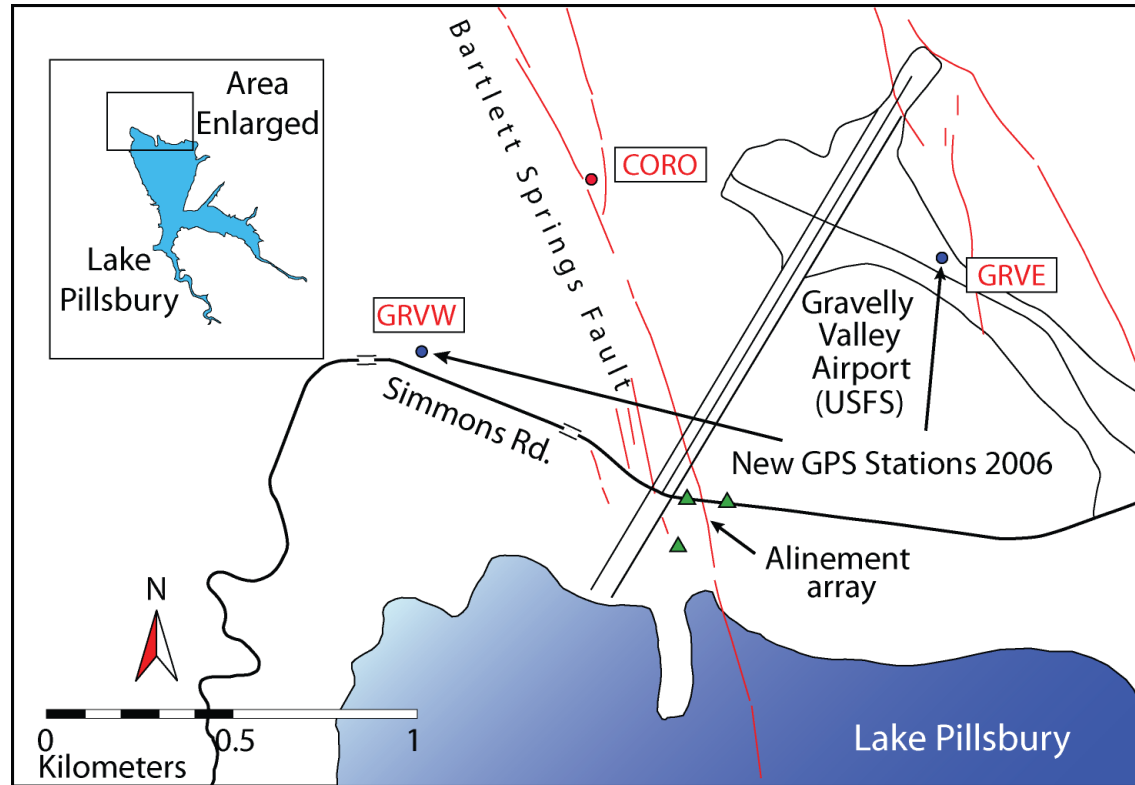 Area
Enlarged
Lake
Pillsbury
Bartlett Springs Fault
CORO
GRVE
GRVW
Gravelly
Valley
Airport
(USFS)
Simmons Rd.
New GPS Stations 2006
Alinement
array
N
0 0.5 1
Kilometers
Lake Pillsbury